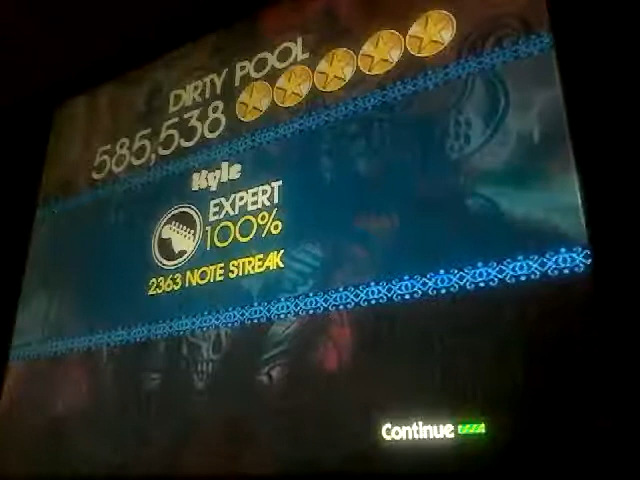 DIRTY POOL
585,538
Kyle
EXPERT
100%
2363 NOTE STREAK
Continue